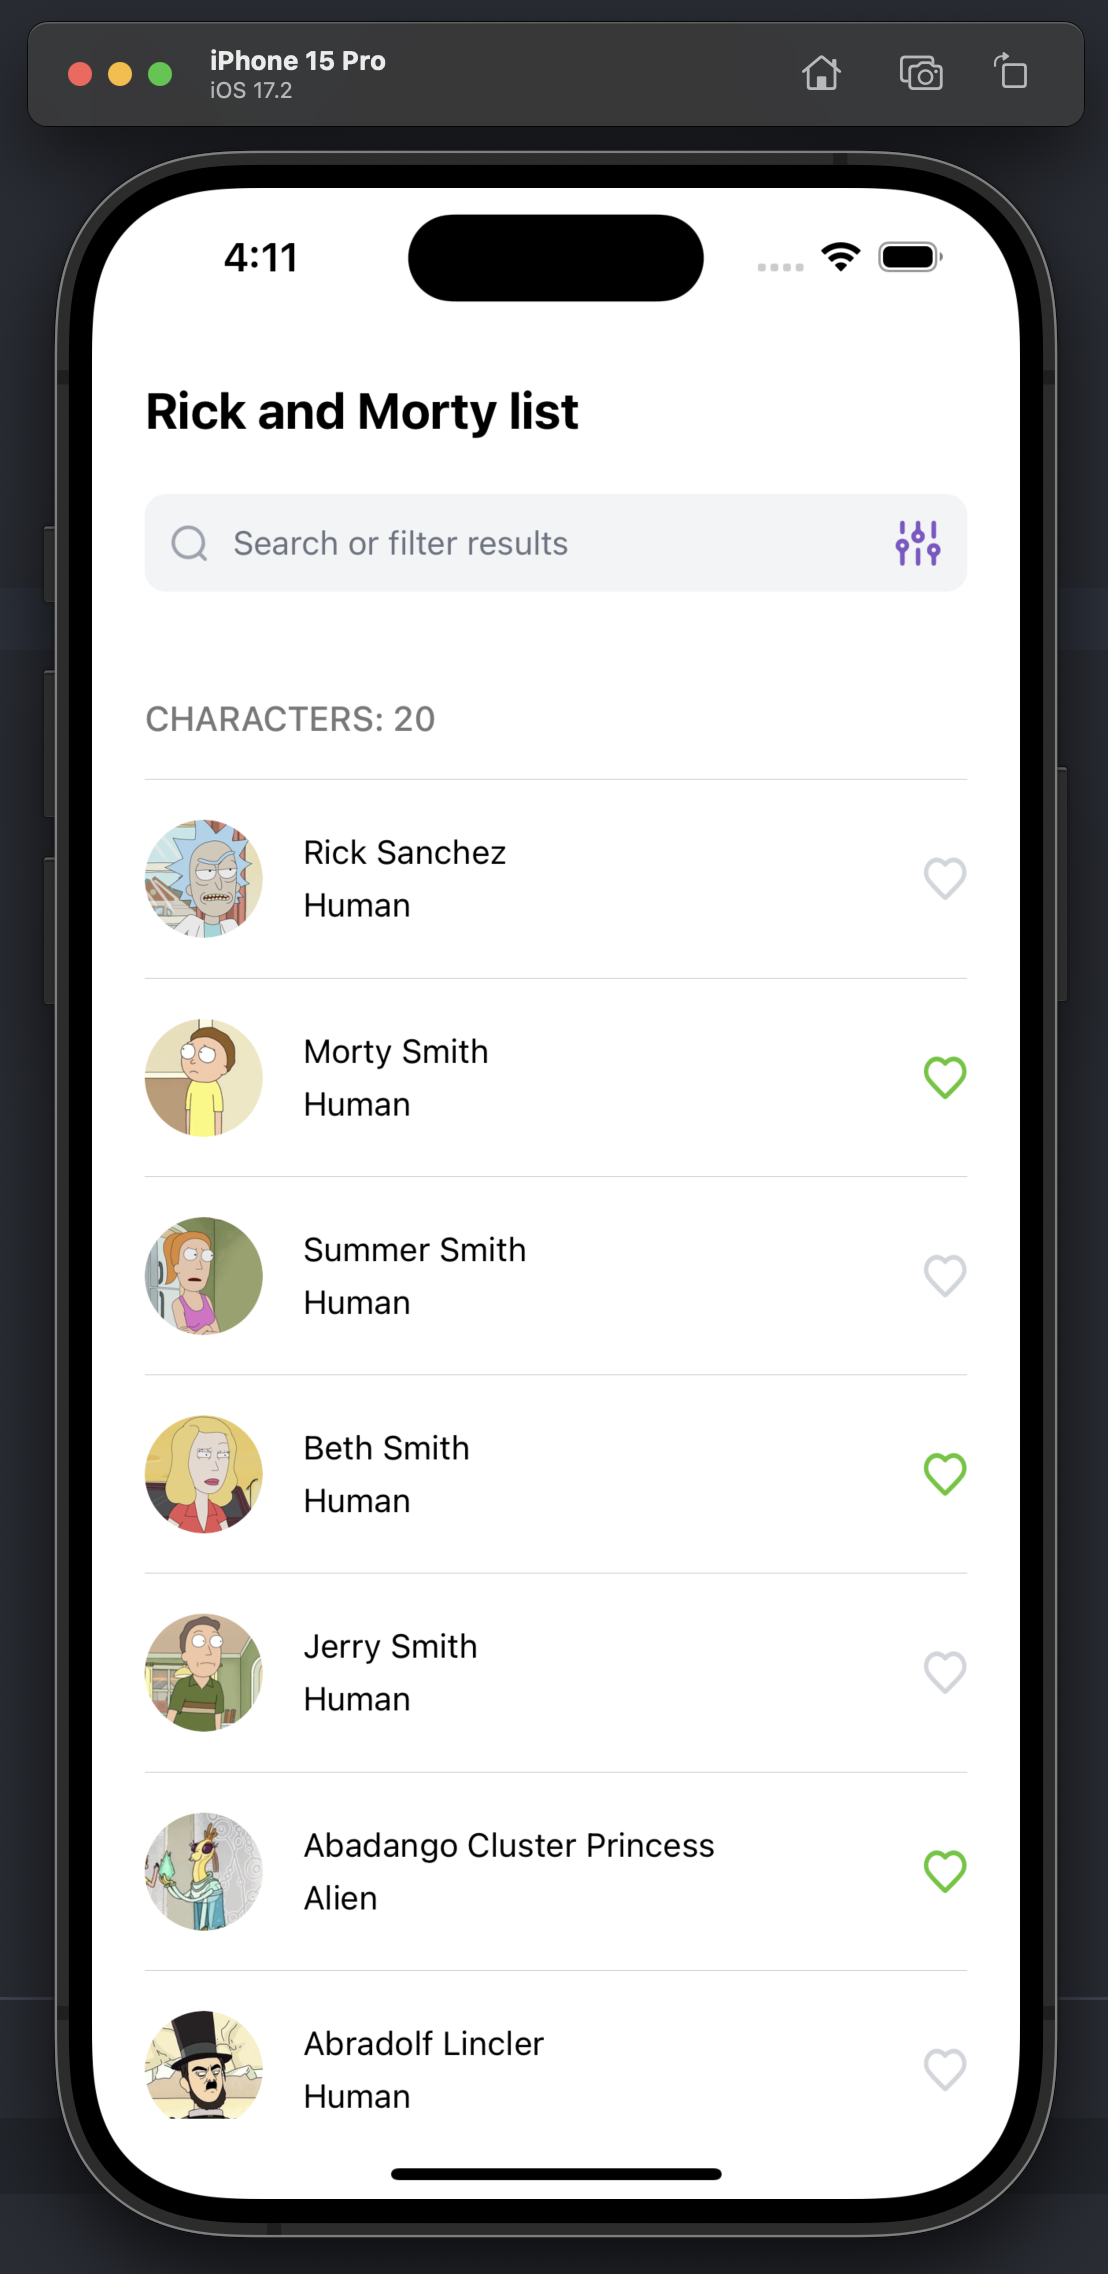 iPhone 15 Pro
iOS 17.2
4:11
Rick and Morty list
Search or filter results
CHARACTERS: 20
Rick Sanchez
Human
Morty Smith
Human
Summer Smith
Human
Beth Smith
Human
Jerry Smith
Human
Abadango Cluster Princess
Alien
Abradolf Lincler
Human